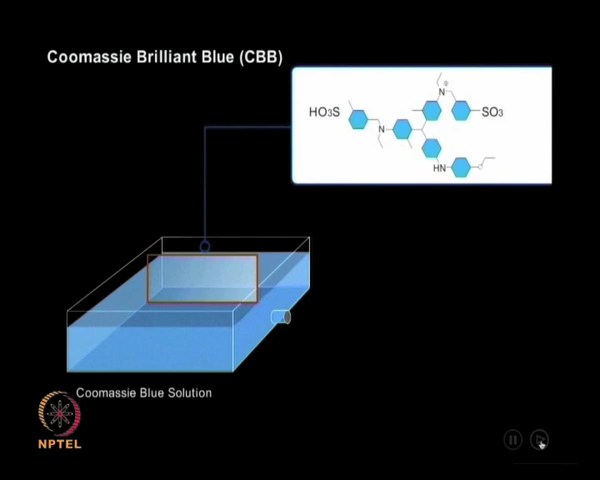 Coomassie Brilliant Blue (CBB)
N
HO3S
SO3
N
HN
Coomassie Blue Solution
NPTEL